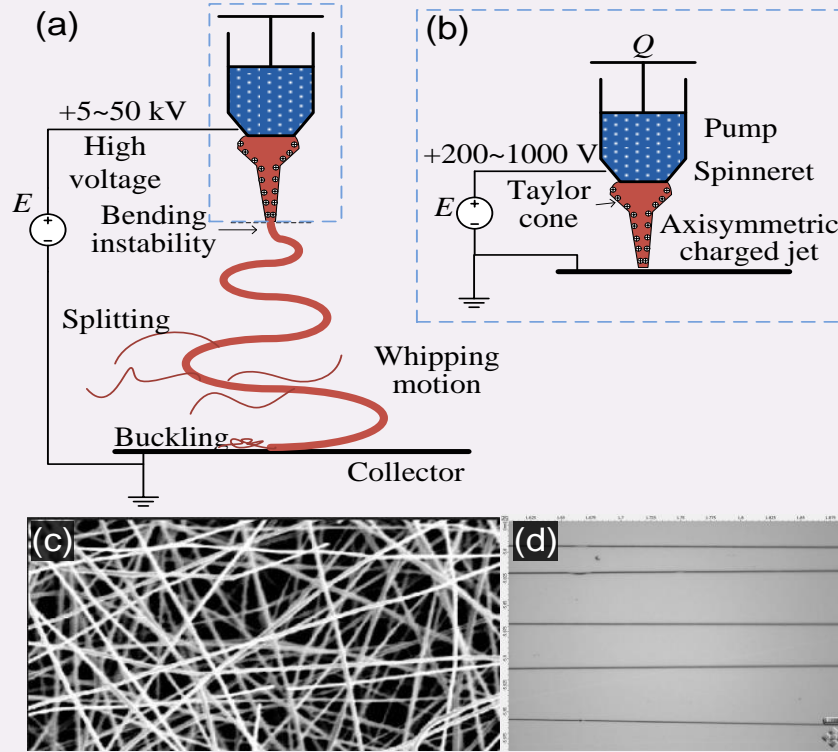 (a)
+5~50 kV
High
voltage
E
Bending
instability
Splitting
Whipping
motion
Buckling
Collector
(b)
Q
+200~1000 V
Pump
Spinneret
E
Taylor
cone
Axisymmetric
charged jet
(c)
(d)